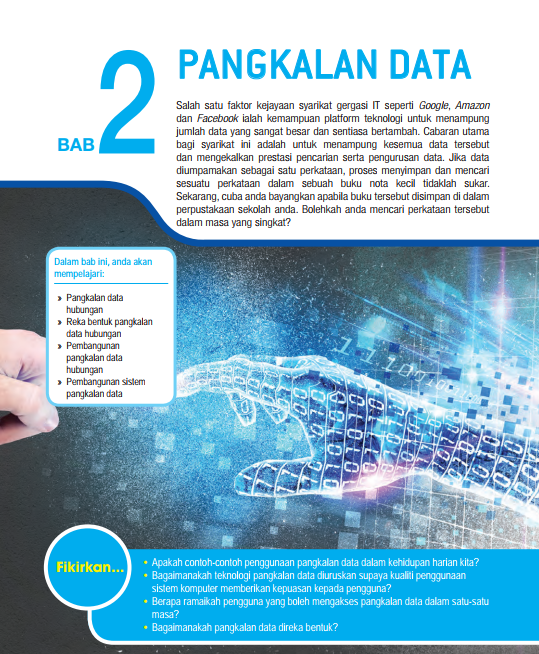 BAB 2
PANGKALAN DATA
Salah satu faktor kejayaan syarikat gergasi IT seperti Google, Amazon
dan Facebook ialah kemampuan platform teknologi untuk menampung
jumlah data yang sangat besar dan sentiasa bertambah. Cabaran utama
bagi syarikat ini adalah untuk menampung kesemua data tersebut
dan mengekalkan prestasi pencarian serta pengurusan data. Jika data
diumpamakan sebagai satu perkataan, proses menyimpan dan mencari
sesuatu perkataan dalam sebuah buku nota kecil tidaklah sukar.
Sekarang, cuba anda bayangkan apabila buku tersebut disimpan di dalam
perpustakaan sekolah anda. Bolehkah anda mencari perkataan tersebut
dalam masa yang singkat?
Dalam bab ini, anda akan
mempelajari:
» Pangkalan data
hubungan
» Reka bentuk pangkalan
data hubungan
» Pembangunan
pangkalan data
hubungan
» Pembangunan sistem
pangkalan data
Fikirkan...
• Apakah contoh-contoh penggunaan pangkalan data dalam kehidupan harian kita?
• Bagaimanakah teknologi pangkalan data diuruskan supaya kualiti penggunaan
sistem komputer memberikan kepuasan kepada pengguna?
• Berapa ramaikah pengguna yang boleh mengakses pangkalan data dalam satu-satu
masa?
• Bagaimanakah pangkalan data direka bentuk?